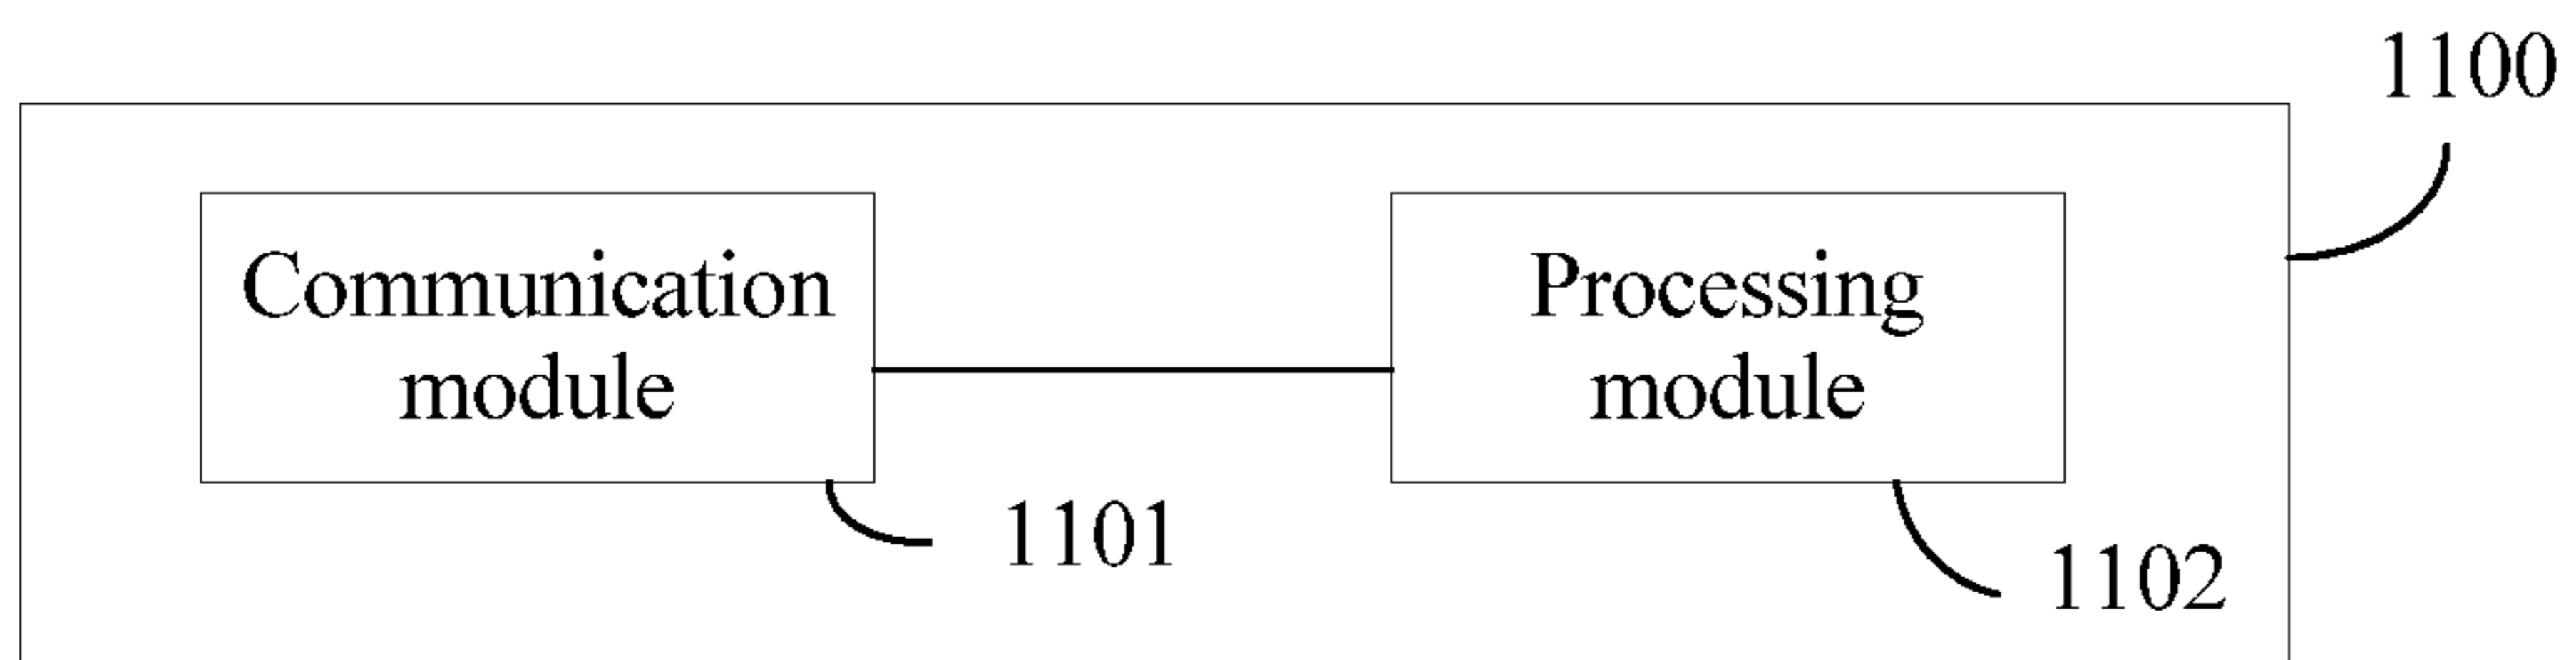 1100
Communication
module
Processing
module
1101
1102